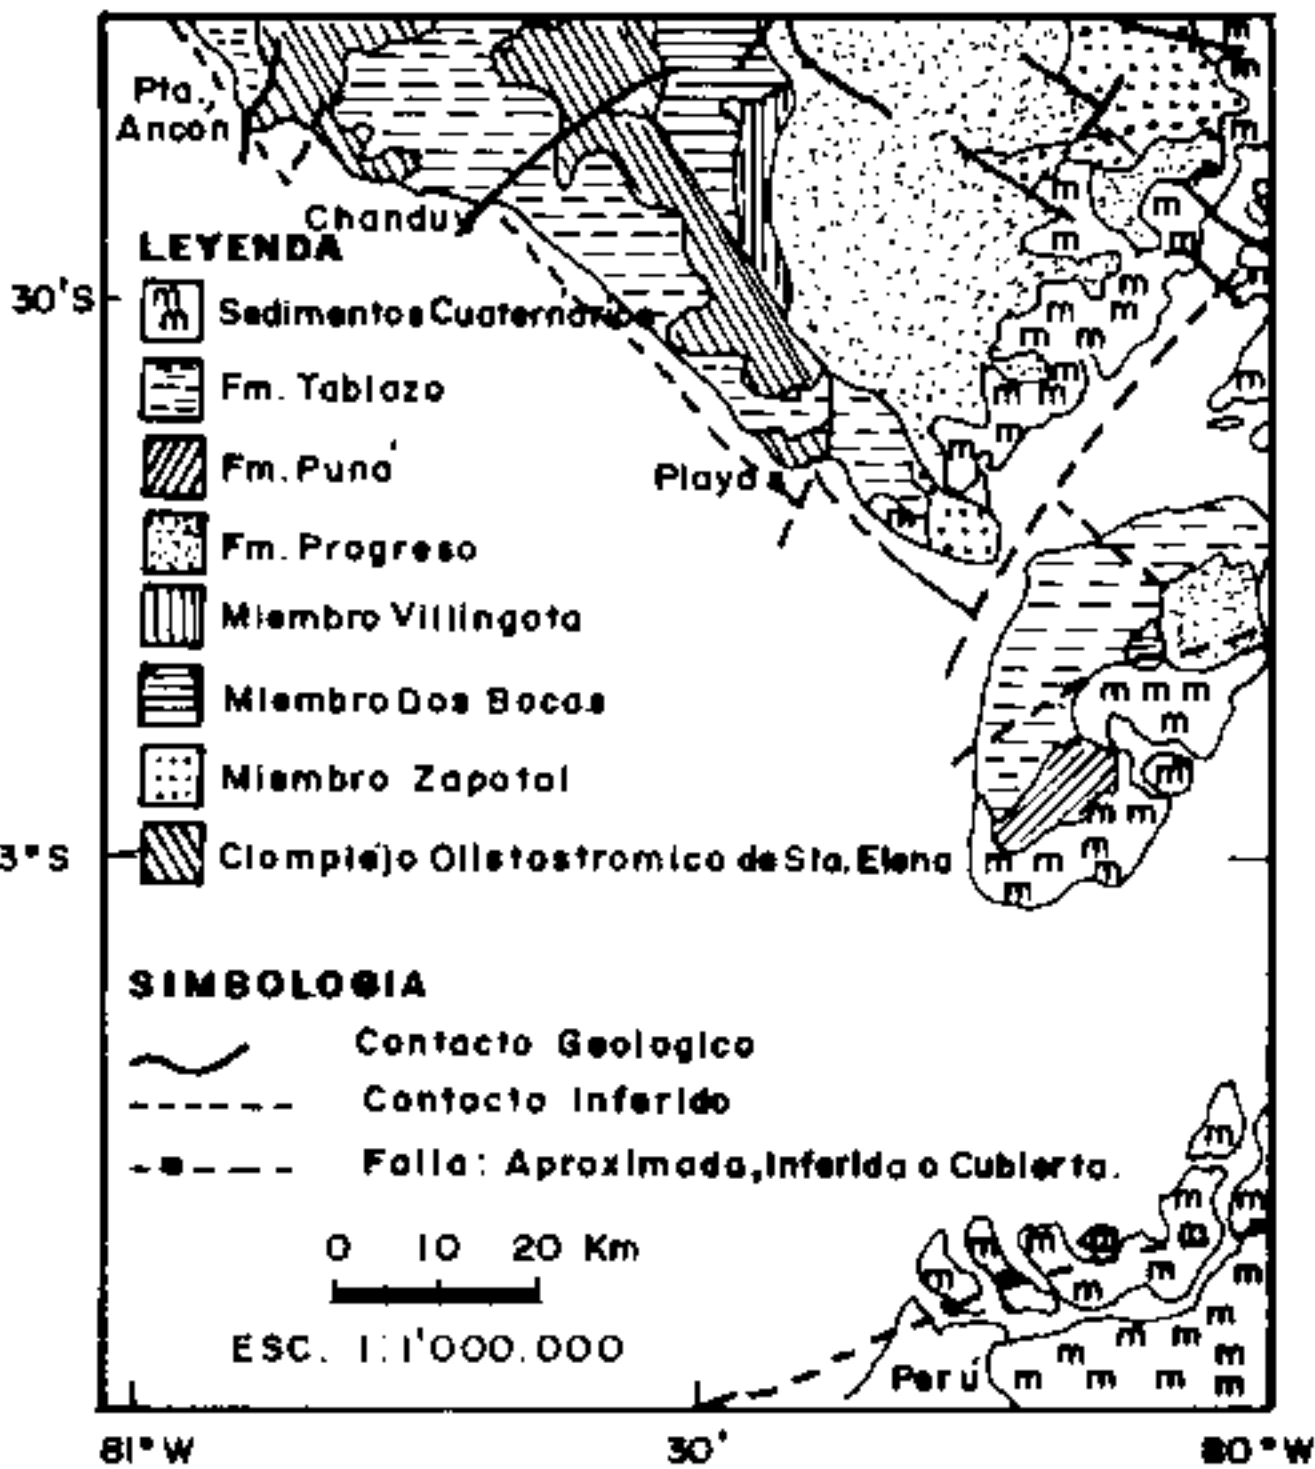 Pta.
Ancón
Chanduy
LEYENDA
30'S
m
m
Sedimentos Cuaternarios
Fm. Tablazo
Fm. Puná
Playas
Fm. Progreso
Miembro Villingota
Miembro Dos Bocas
Miembro Zapotal
3°S
Clomplejo Olistostromico de Sta. Elena
SIMBOLOGIA
Contacto Geologico
Contacto Inferido
Falla: Aproximada, Inferida o Cubierta.
0 10 20 Km
ESC. 1:1'000.000
Perú
81°W
30'
80°W